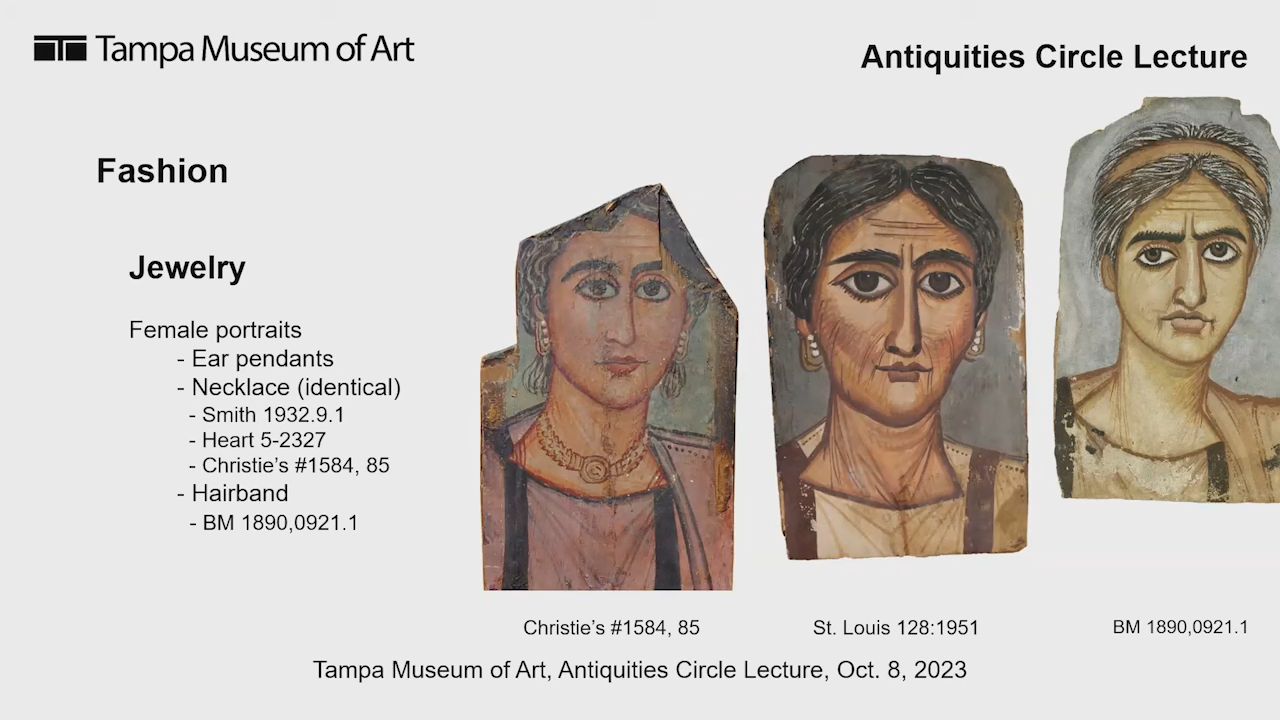 Tampa Museum of Art
Antiquities Circle Lecture
Fashion
Jewelry
Female portraits
- Ear pendants
- Necklace (identical)
- Smith 1932.9.1
- Heart 5-2327
- Christie's #1584, 85
- Hairband
- BM 1890,0921.1
Christie's #1584, 85
St. Louis 128:1951
BM 1890,0921.1
Tampa Museum of Art, Antiquities Circle Lecture, Oct. 8, 2023